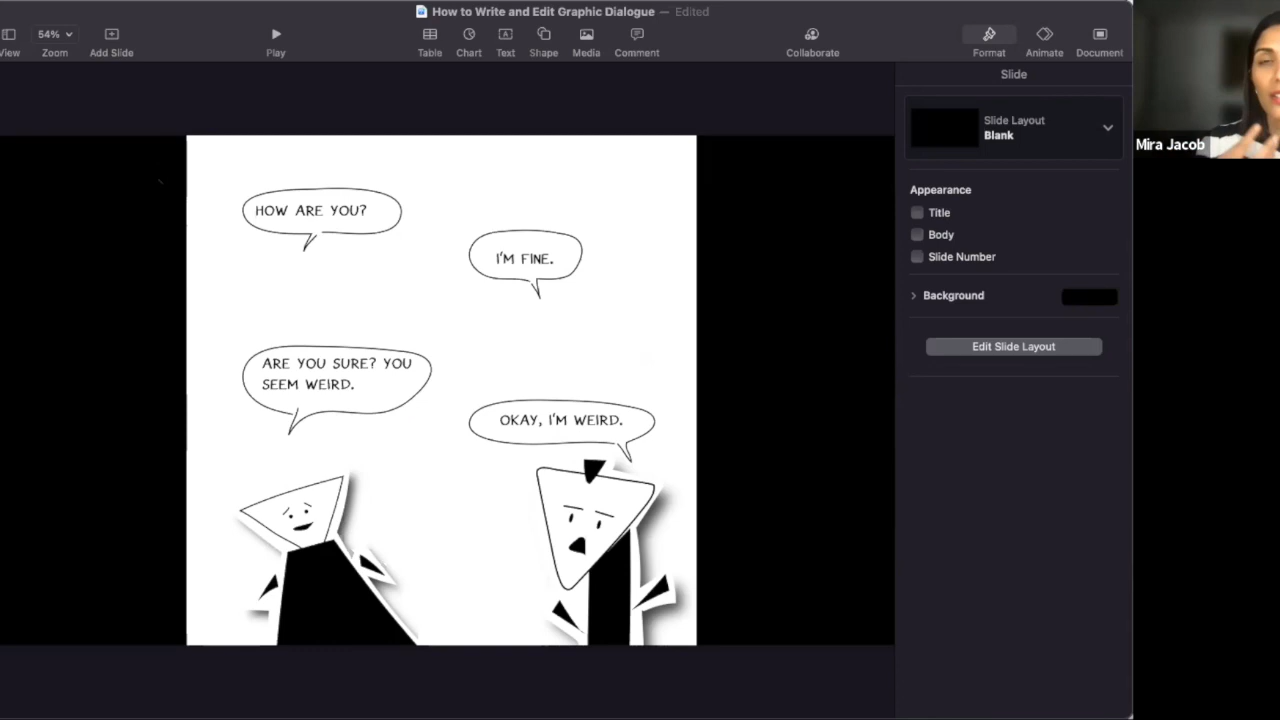 How to Write and Edit Graphic Dialogue — Edited
View
54%
Zoom
Add Slide
Play
Table
Chart
Text
Shape
Media
Comment
Collaborate
Format
Animate
Document
Slide
Slide Layout
Blank
Appearance
Title
Body
Slide Number
Background
Edit Slide Layout
Mira Jacob
HOW ARE YOU?
I'M FINE.
ARE YOU SURE? YOU
SEEM WEIRD.
OKAY, I'M WEIRD.